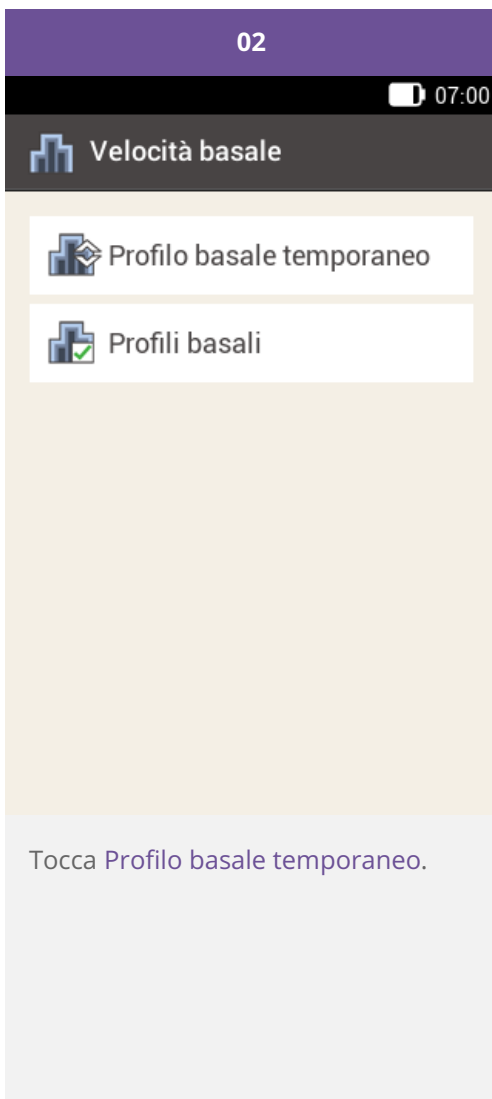 02
07:00
Velocità basale
Profilo basale temporaneo
Profili basali
Tocca Profilo basale temporaneo.